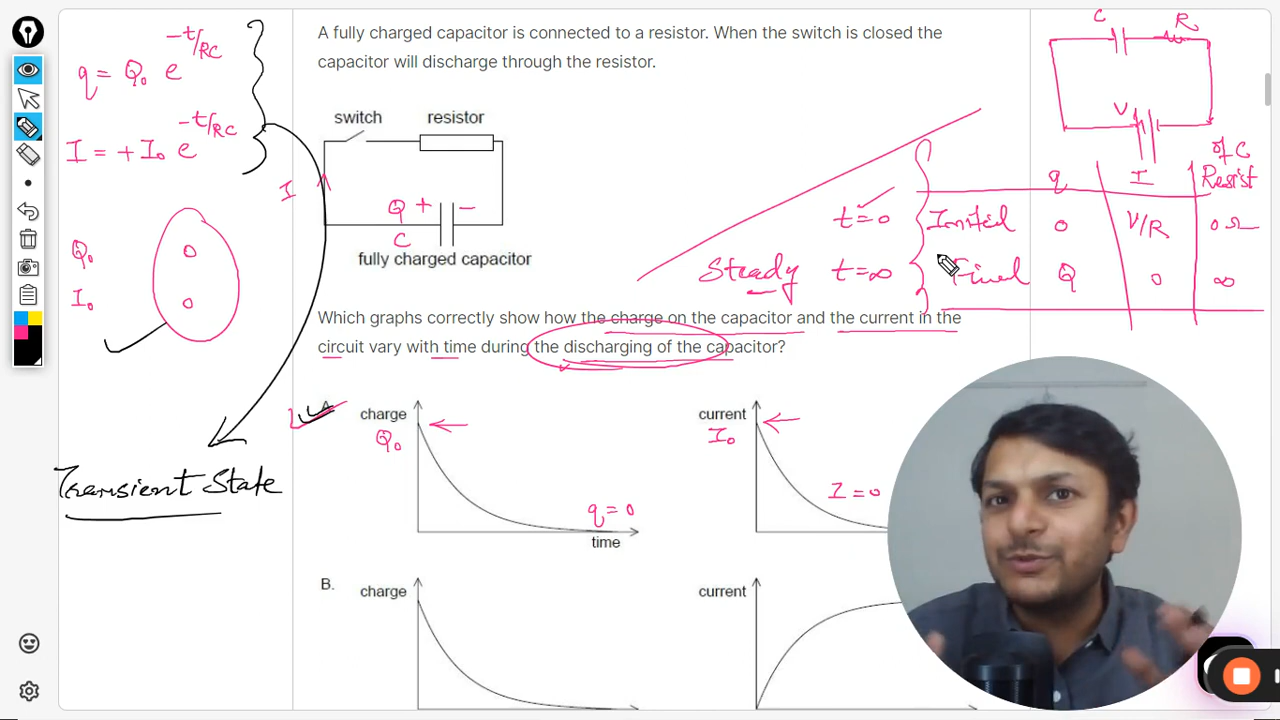 q = Q₀ e^-t/RC
I = +I₀ e^-t/RC
Q₀ 0
I₀ 0
Transient State
A fully charged capacitor is connected to a resistor. When the switch is closed the
capacitor will discharge through the resistor.
switch resistor
I
Q + −
C
fully charged capacitor
C R
V
q I of C Resist
t=0 Initial 0 V/R 0Ω
Steady t=∞ Final Q 0 ∞
Which graphs correctly show how the charge on the capacitor and the current in the
circuit vary with time during the discharging of the capacitor?
charge current
Q₀ I₀
q=0 I=0
time
B. charge current